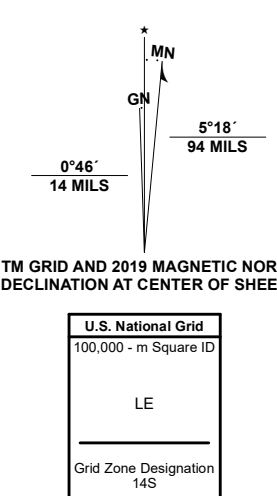 ★
MN
GN
5°18´
94 MILS
0°46´
14 MILS
TM GRID AND 2019 MAGNETIC NOR
DECLINATION AT CENTER OF SHEE
U.S. National Grid
100,000 - m Square ID
LE
Grid Zone Designation
14S